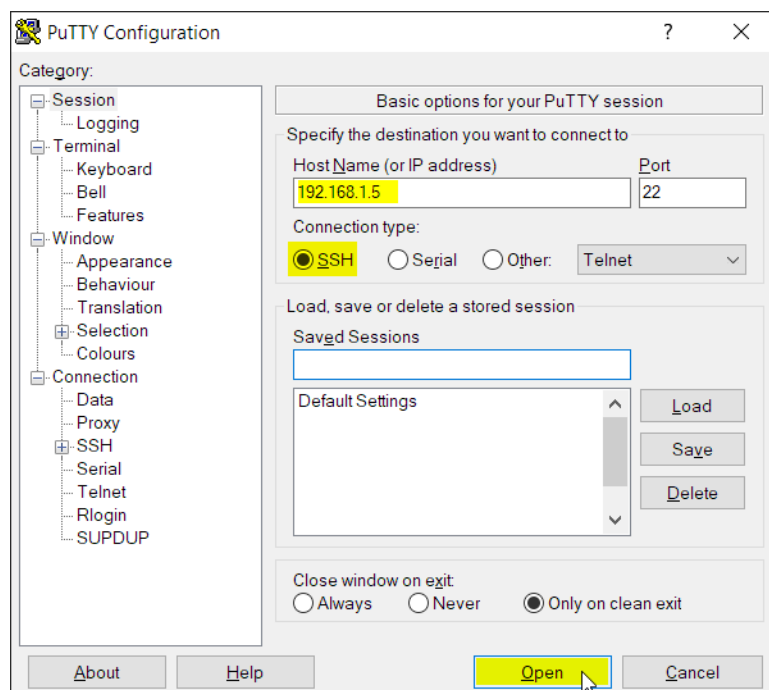 PuTTY Configuration
?
Category:
Session
Logging
Terminal
Keyboard
Bell
Features
Window
Appearance
Behaviour
Translation
Selection
Colours
Connection
Data
Proxy
SSH
Serial
Telnet
Rlogin
SUPDUP
Basic options for your PuTTY session
Specify the destination you want to connect to
Host Name (or IP address) Port
192.168.1.5 22
Connection type:
SSH Serial Other: Telnet
Load, save or delete a stored session
Saved Sessions
Default Settings
Load
Save
Delete
Close window on exit:
Always Never Only on clean exit
About Help Open Cancel